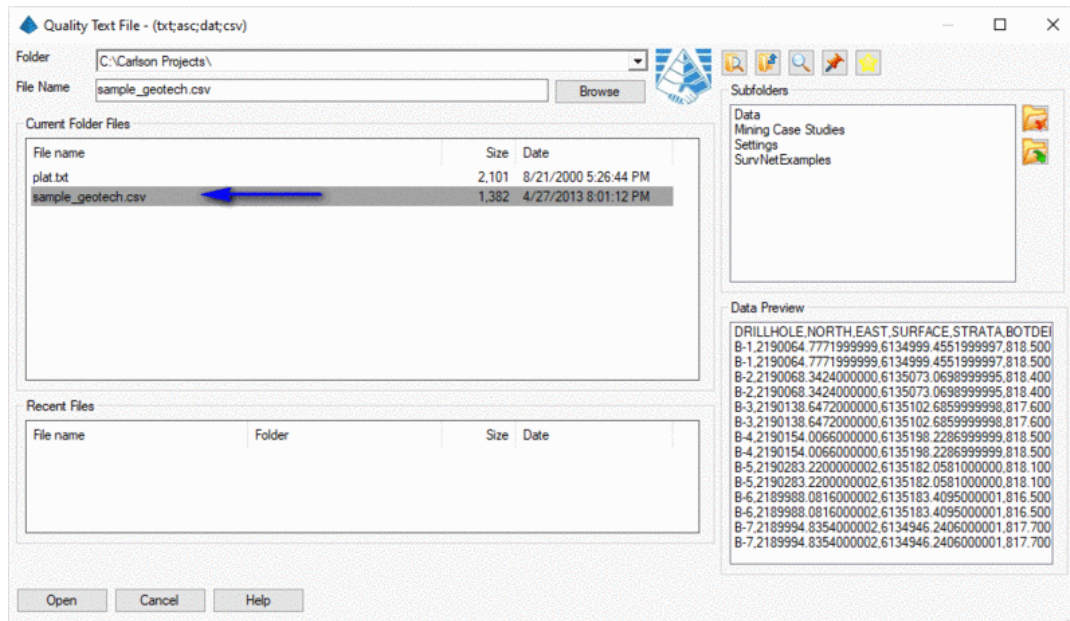 Quality Text File - (txt;asc;dat;csv)
Folder
C:\Carlson Projects\
File Name
sample_geotech.csv
Browse
Current Folder Files
File name Size Date
plat.txt 2,101 8/21/2000 5:26:44 PM
sample_geotech.csv 1,382 4/27/2013 8:01:12 PM
Recent Files
File name Folder Size Date
Open Cancel Help
Subfolders
Data
Mining Case Studies
Settings
SurvNetExamples
Data Preview
DRILLHOLE,NORTH,EAST,SURFACE,STRATA,BOTDEI
B-1,2190064.7771999999,6134999.4551999997,818.500
B-1,2190064.7771999999,6134999.4551999997,818.500
B-2,2190068.3424000000,6135073.0698999995,818.400
B-2,2190068.3424000000,6135073.0698999995,818.400
B-3,2190138.6472000000,6135102.6859999998,817.600
B-3,2190138.6472000000,6135102.6859999998,817.600
B-4,2190154.0066000000,6135198.2286999999,818.500
B-4,2190154.0066000000,6135198.2286999999,818.500
B-5,2190283.2200000002,6135182.0581000000,818.100
B-5,2190283.2200000002,6135182.0581000000,818.100
B-6,2189988.0816000002,6135183.4095000001,816.500
B-6,2189988.0816000002,6135183.4095000001,816.500
B-7,2189994.8354000002,6134946.2406000001,817.700
B-7,2189994.8354000002,6134946.2406000001,817.700